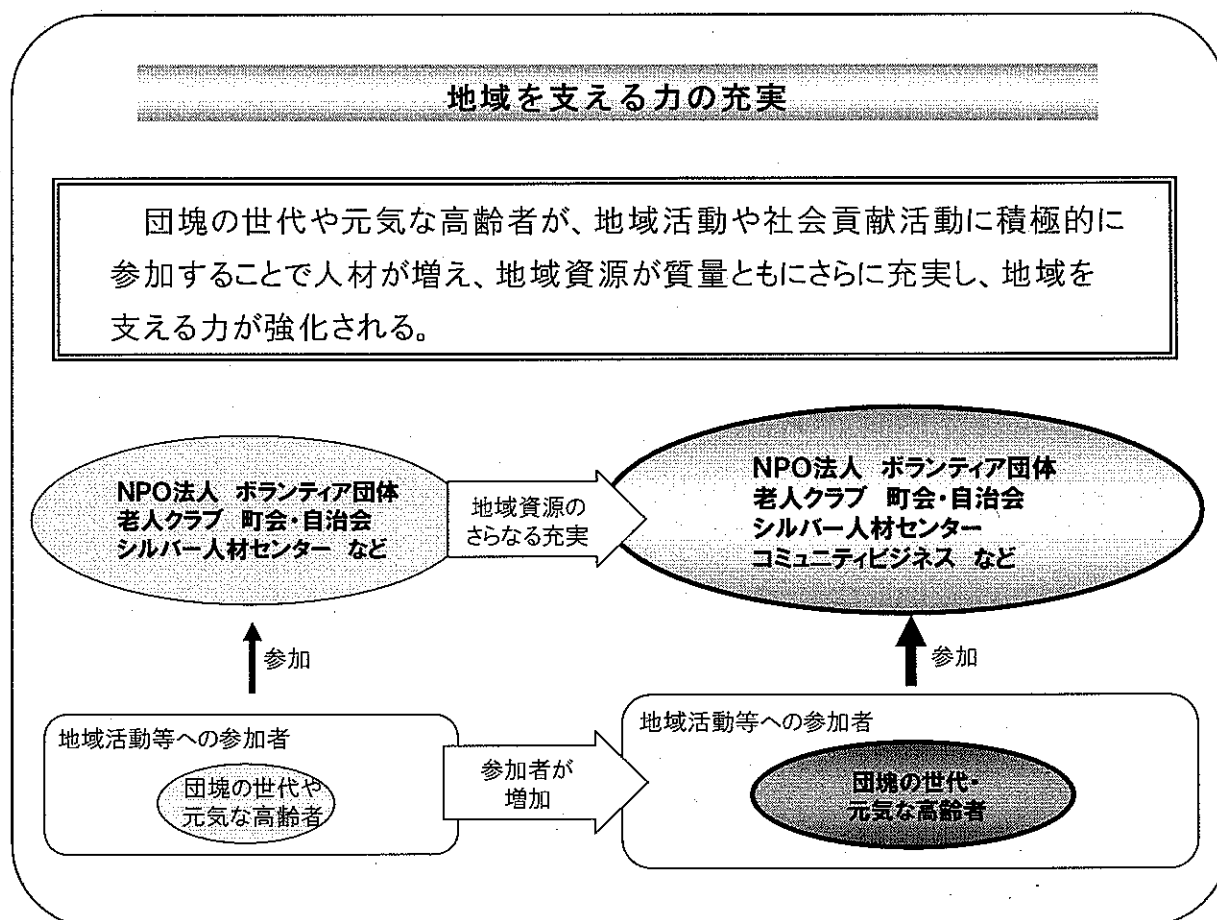 地域を支える力の充実
団塊の世代や元気な高齢者が、地域活動や社会貢献活動に積極的に
参加することで人材が増え、地域資源が質量ともにさらに充実し、地域を
支える力が強化される。
NPO法人 ボランティア団体
老人クラブ 町会・自治会
シルバー人材センター など
地域資源の
さらなる充実
NPO法人 ボランティア団体
老人クラブ 町会・自治会
シルバー人材センター
コミュニティビジネス など
参加
参加
地域活動等への参加者
団塊の世代や
元気な高齢者
参加者が
増加
地域活動等への参加者
団塊の世代・
元気な高齢者